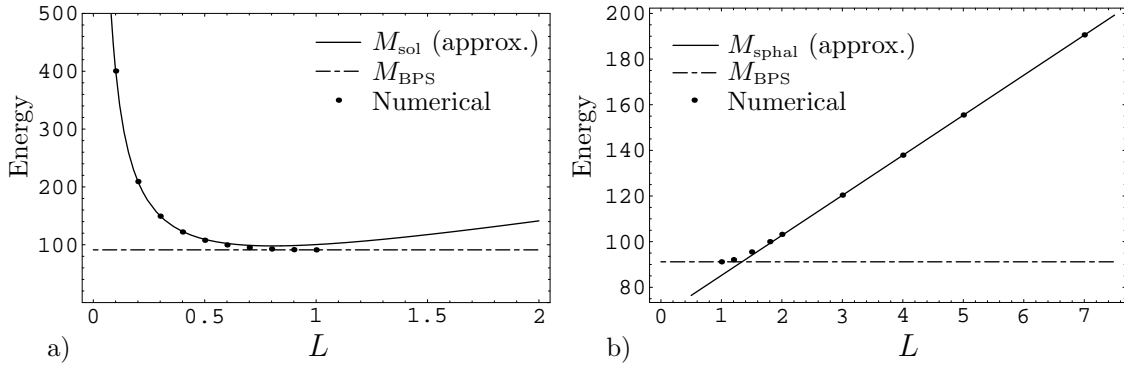 500
400
300
200
100
Energy
M_sol (approx.)
M_BPS
Numerical
0
0.5
1
1.5
2
L
a)
200
180
160
140
120
100
80
Energy
M_sphal (approx.)
M_BPS
Numerical
0
1
2
3
4
5
6
7
L
b)